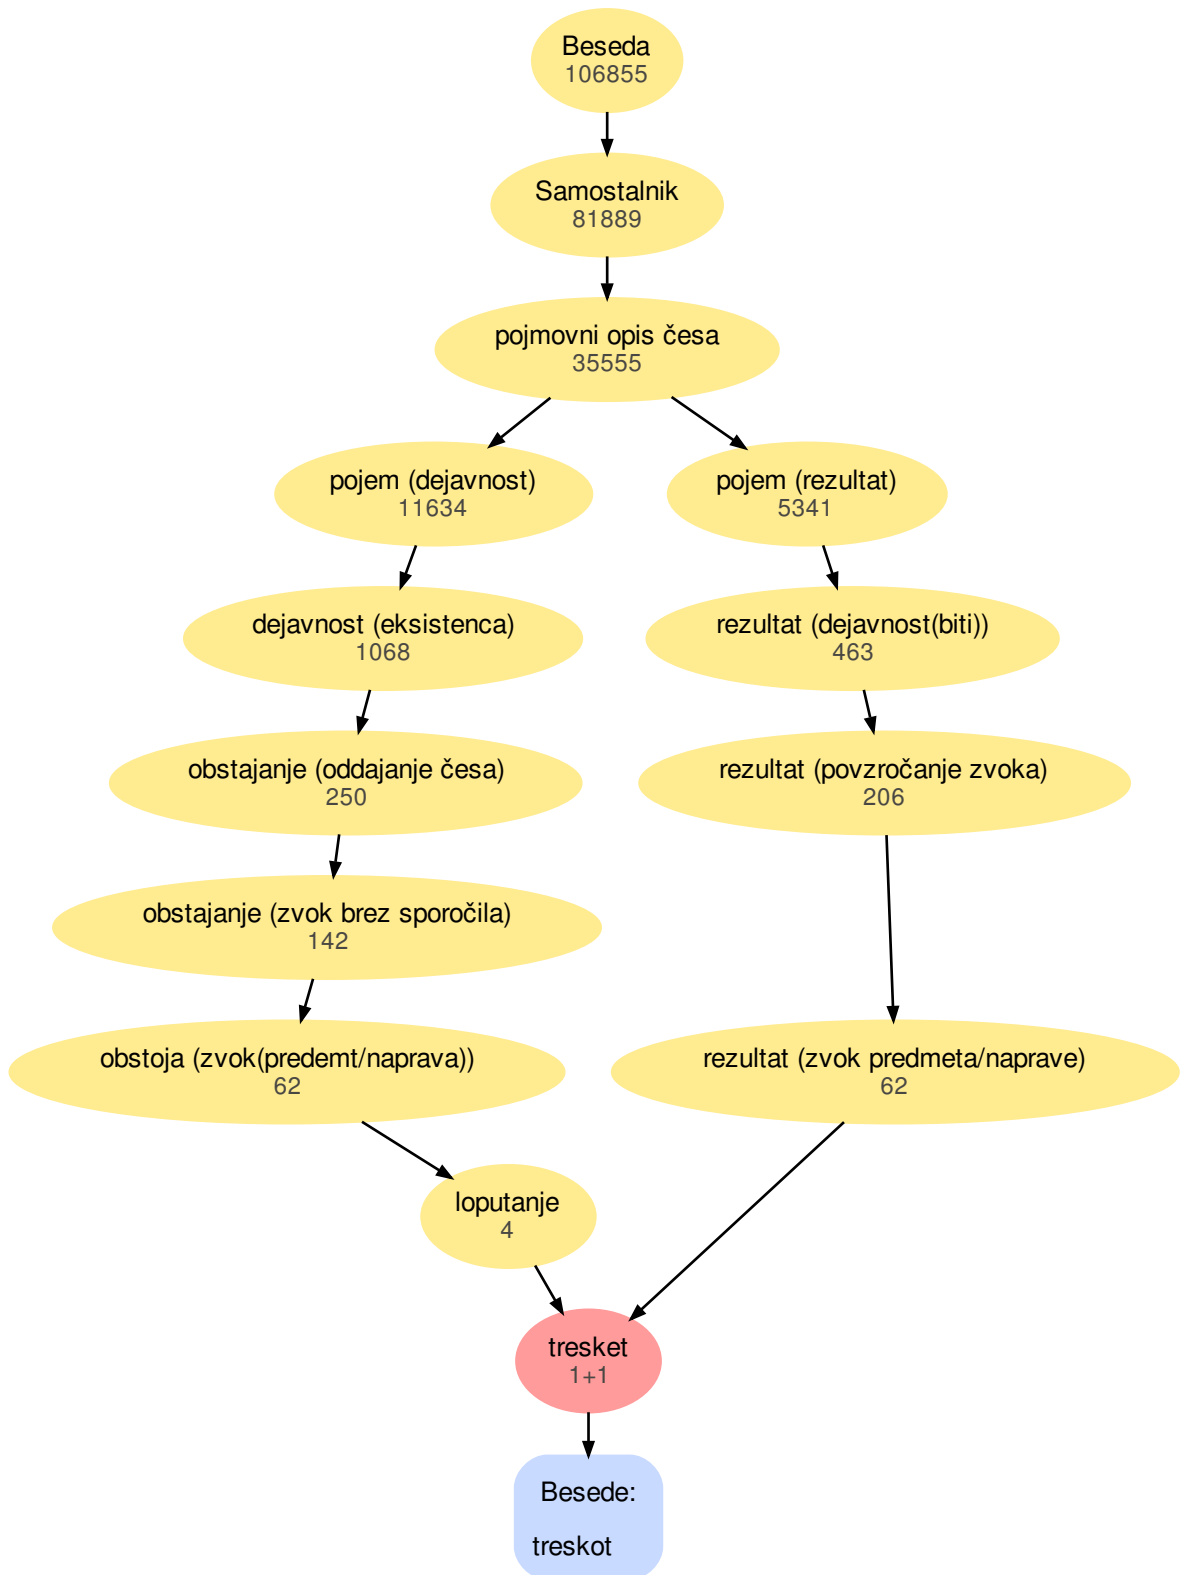 Beseda
106855
Samostalnik
81889
pojmovni opis česa
35555
pojem (dejavnost)
11634
pojem (rezultat)
5341
dejavnost (eksistenca)
1068
rezultat (dejavnost(biti))
463
obstajanje (oddajanje česa)
250
rezultat (povzročanje zvoka)
206
obstajanje (zvok brez sporočila)
142
obstoja (zvok(predemt/naprava))
62
rezultat (zvok predmeta/naprave)
62
loputanje
4
tresket
1+1
Besede:
treskot